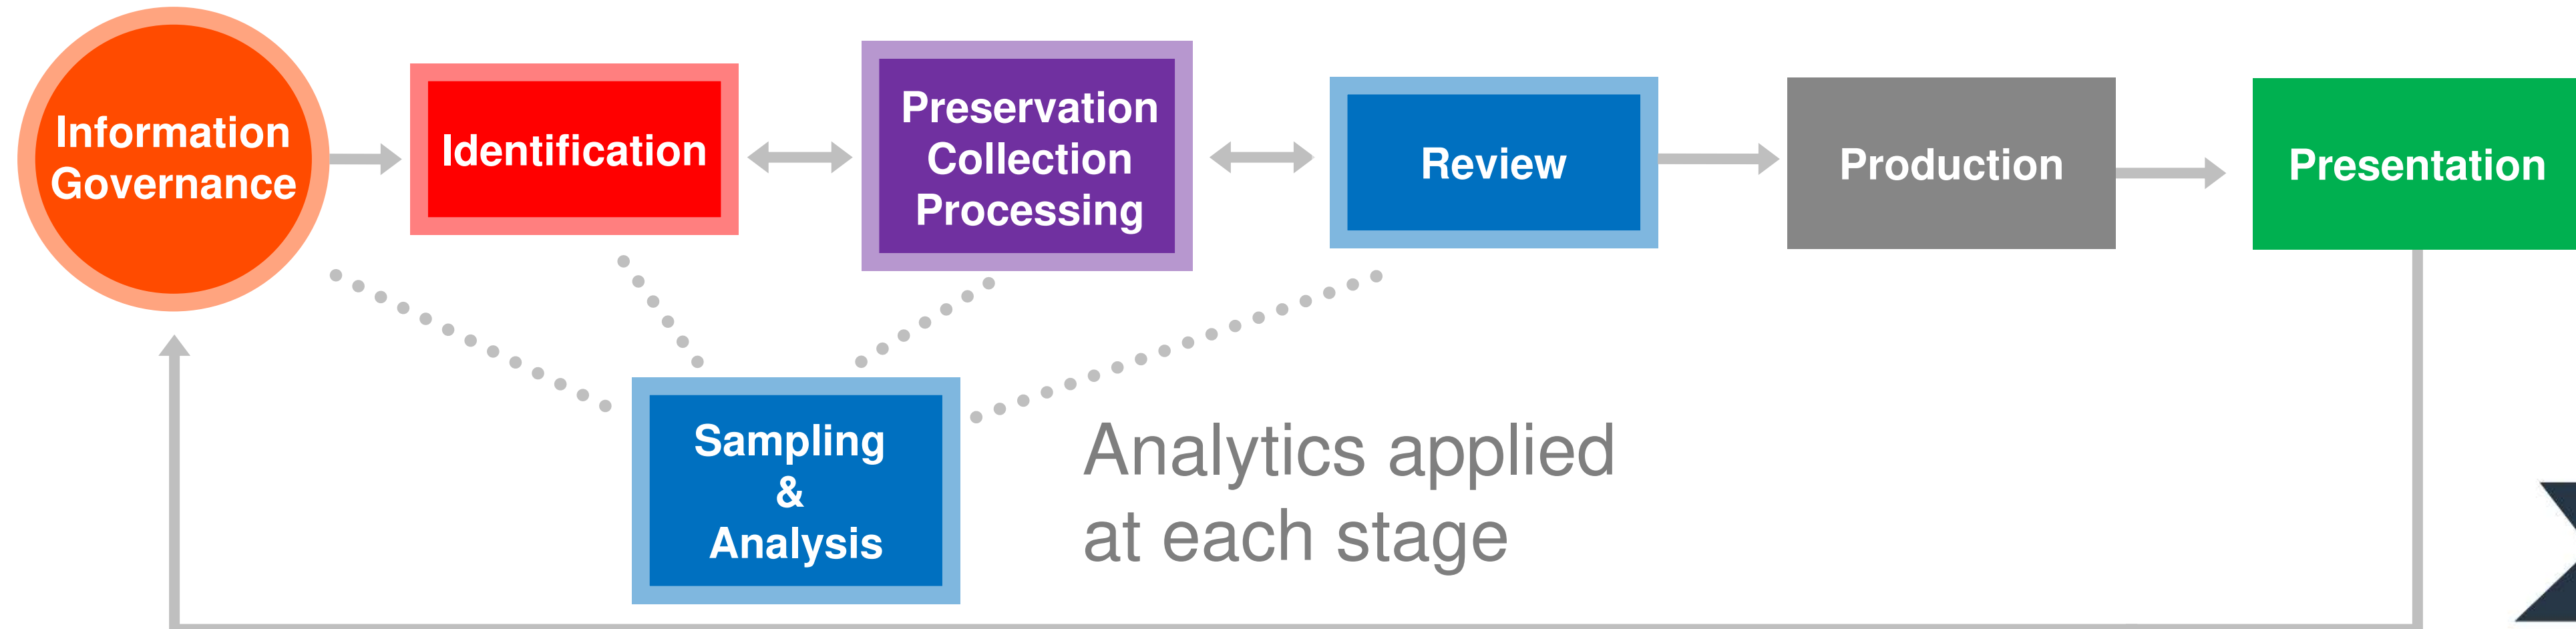 Information
Governance
Identification
Preservation
Collection
Processing
Review
Production
Presentation
Sampling
&
Analysis
Analytics applied
at each stage